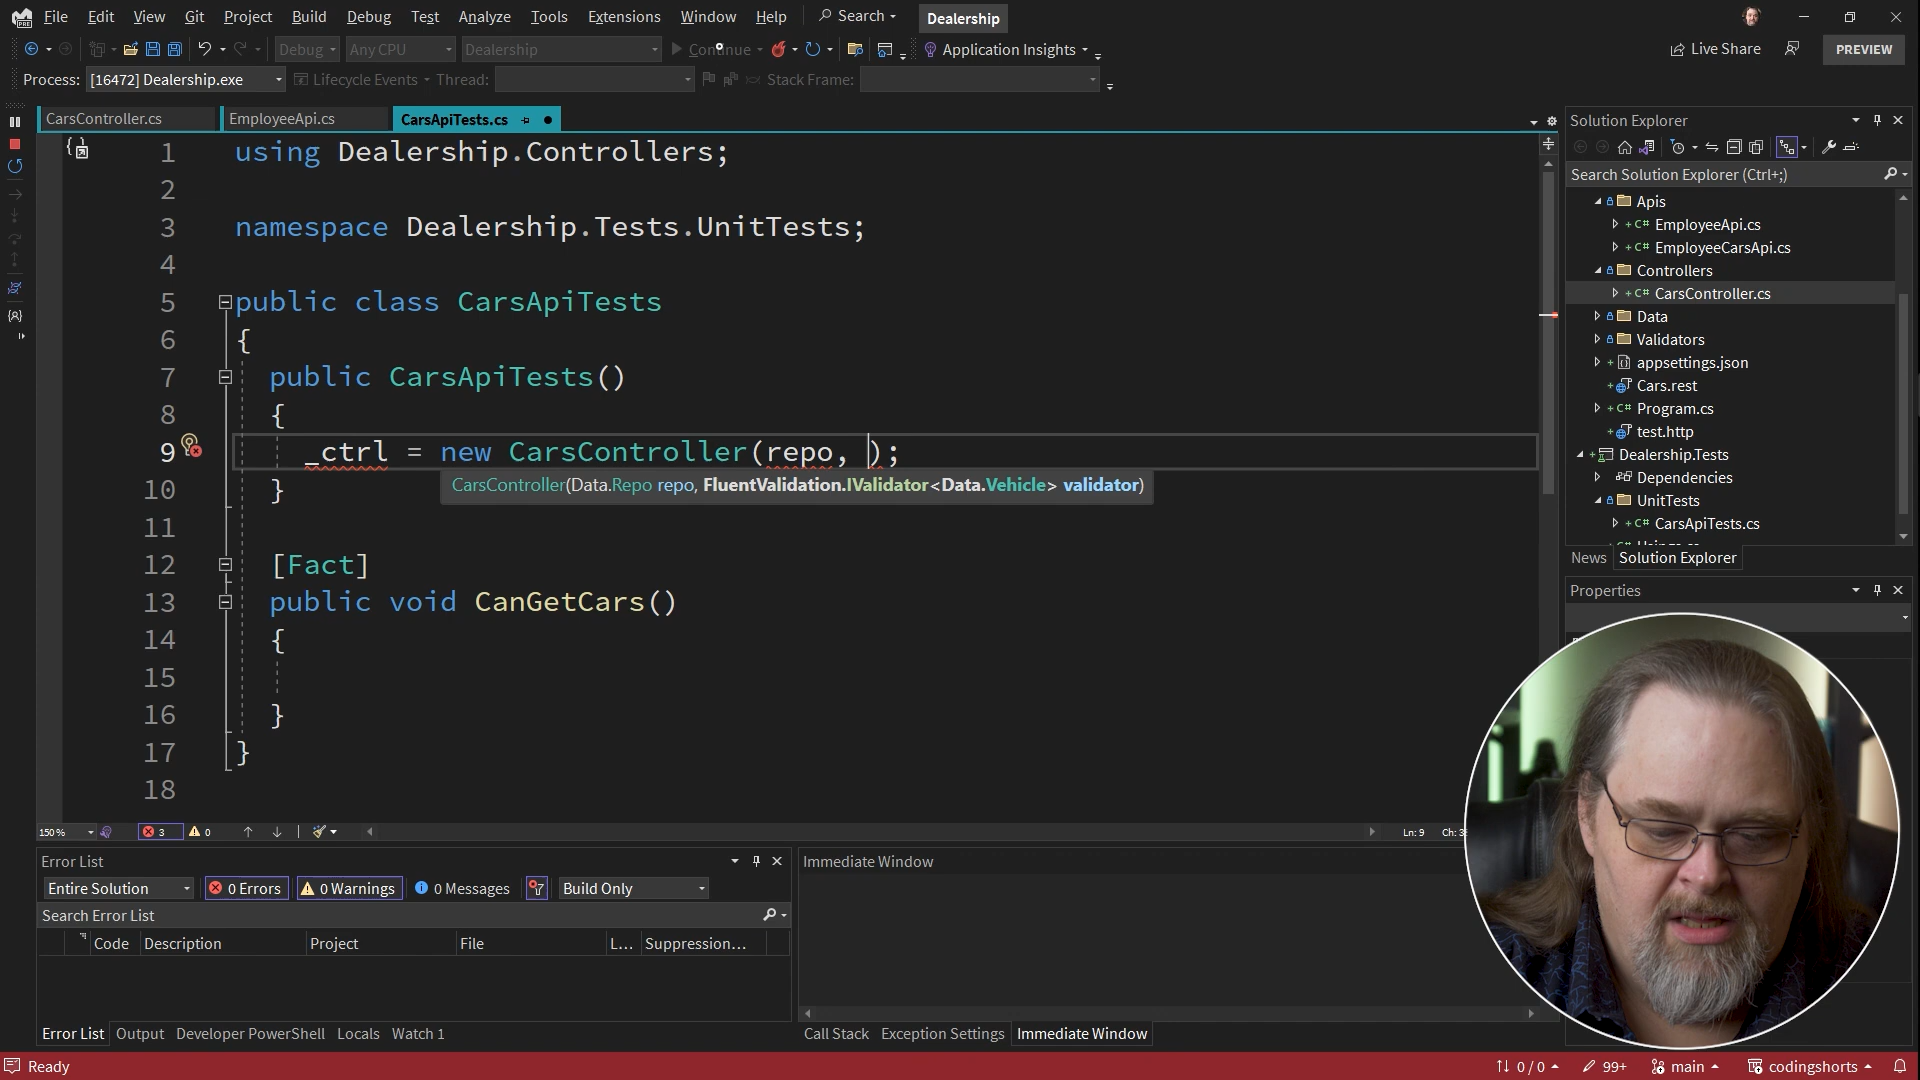 File Edit View Git Project Build Debug Test Analyze Tools Extensions Window Help Search Dealership
Debug Any CPU Dealership Continue Application Insights Live Share PREVIEW
Process: [16472] Dealership.exe Lifecycle Events Thread: Stack Frame:
CarsController.cs EmployeeApi.cs CarsApiTests.cs
1 using Dealership.Controllers;
2
3 namespace Dealership.Tests.UnitTests;
4
5 public class CarsApiTests
6 {
7 public CarsApiTests()
8 {
9 _ctrl = new CarsController(repo, );
CarsController(Data.Repo repo, FluentValidation.IValidator<Data.Vehicle> validator)
10 }
11
12 [Fact]
13 public void CanGetCars()
14 {
15
16 }
17 }
18
150 % 3 0 Ln: 9
Solution Explorer
Search Solution Explorer (Ctrl+;)
Apis
C# EmployeeApi.cs
C# EmployeeCarsApi.cs
Controllers
C# CarsController.cs
Data
Validators
appsettings.json
Cars.rest
C# Program.cs
test.http
Dealership.Tests
Dependencies
UnitTests
C# CarsApiTests.cs
News Solution Explorer
Properties
Error List
Entire Solution 0 Errors 0 Warnings 0 Messages Build Only
Search Error List
Code Description Project File L... Suppression...
Error List Output Developer PowerShell Locals Watch 1
Immediate Window
Call Stack Exception Settings Immediate Window
Ready 0 / 0 99+ main codingshorts